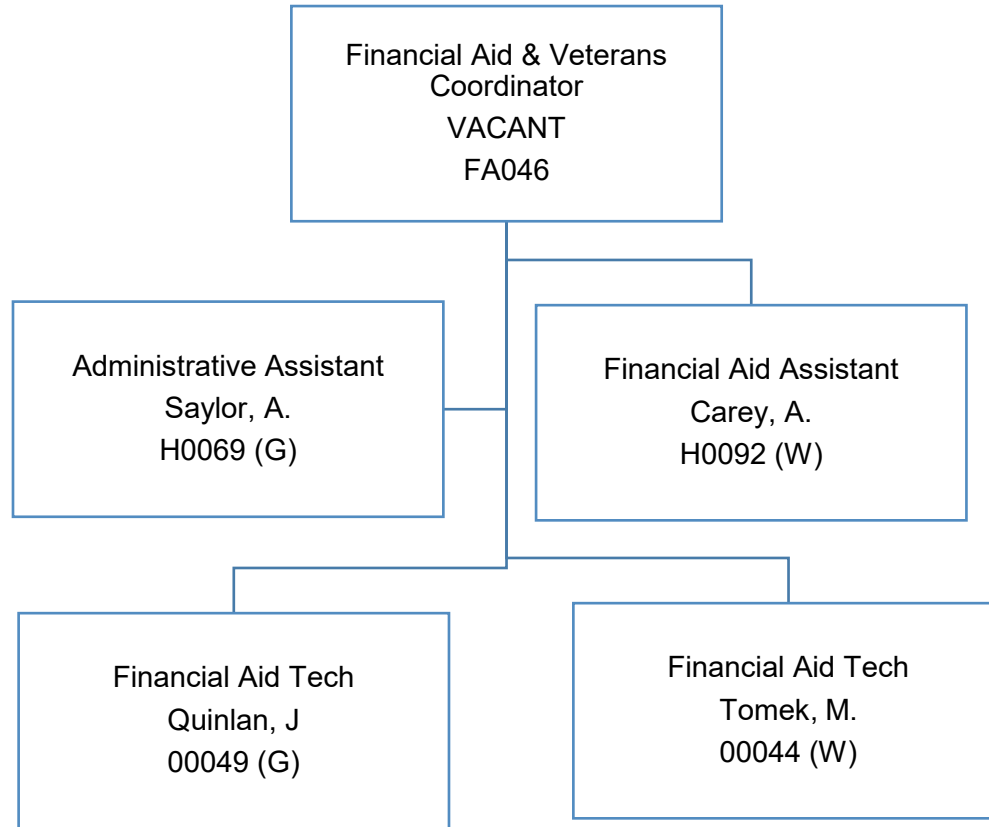 Financial Aid & Veterans
Coordinator
VACANT
FA046
Administrative Assistant
Saylor, A.
H0069 (G)
Financial Aid Assistant
Carey, A.
H0092 (W)
Financial Aid Tech
Quinlan, J
00049 (G)
Financial Aid Tech
Tomek, M.
00044 (W)